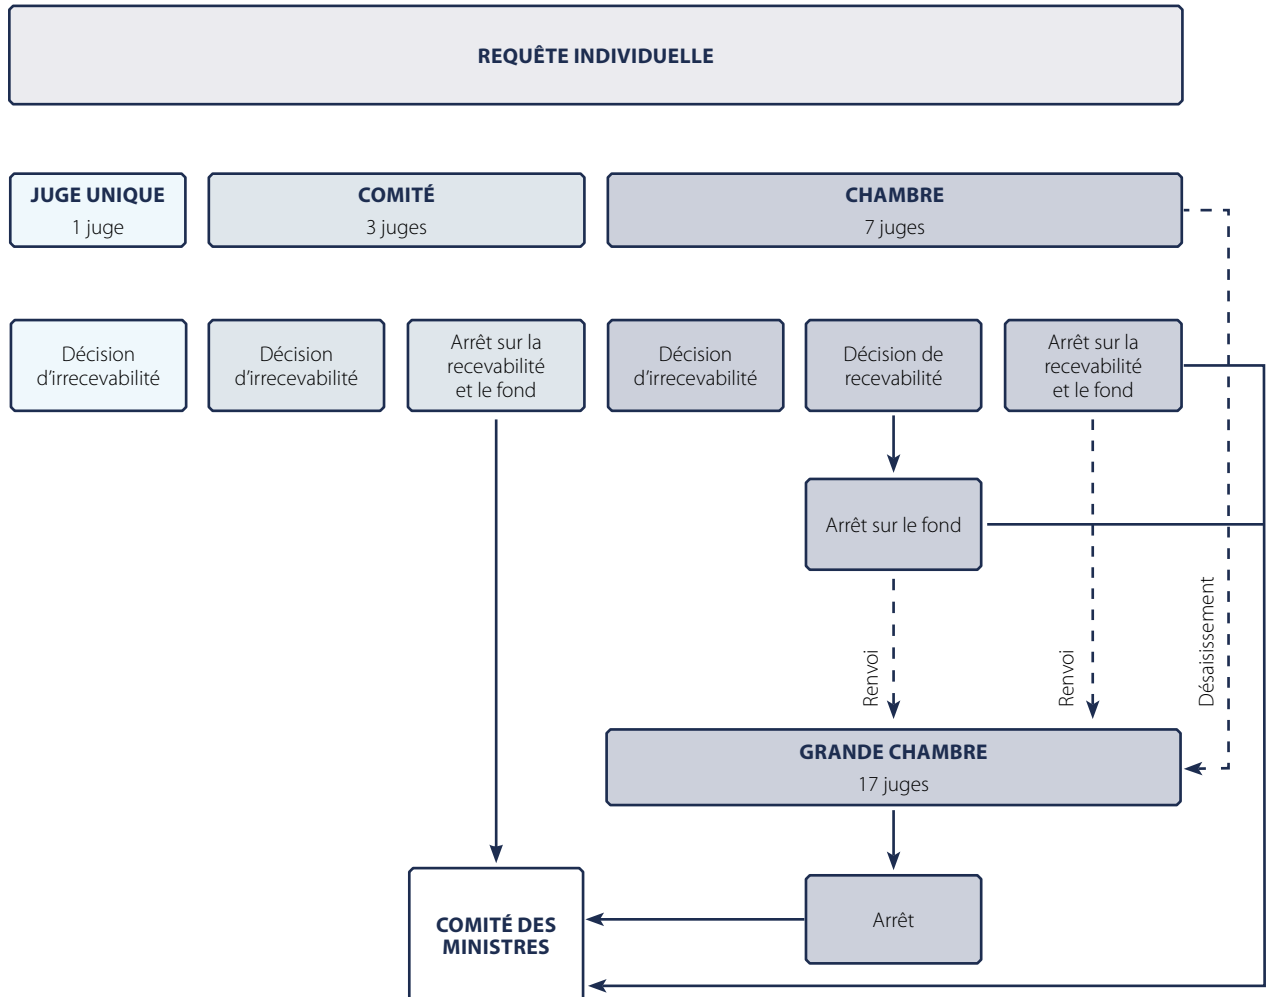 REQUÊTE INDIVIDUELLE
JUGE UNIQUE
1 juge
COMITÉ
3 juges
CHAMBRE
7 juges
Décision
d'irrecevabilité
Décision
d'irrecevabilité
Arrêt sur la
recevabilité
et le fond
Décision
d'irrecevabilité
Décision de
recevabilité
Arrêt sur la
recevabilité
et le fond
Arrêt sur le fond
Renvoi
Renvoi
Désaisissement
GRANDE CHAMBRE
17 juges
COMITÉ DES
MINISTRES
Arrêt